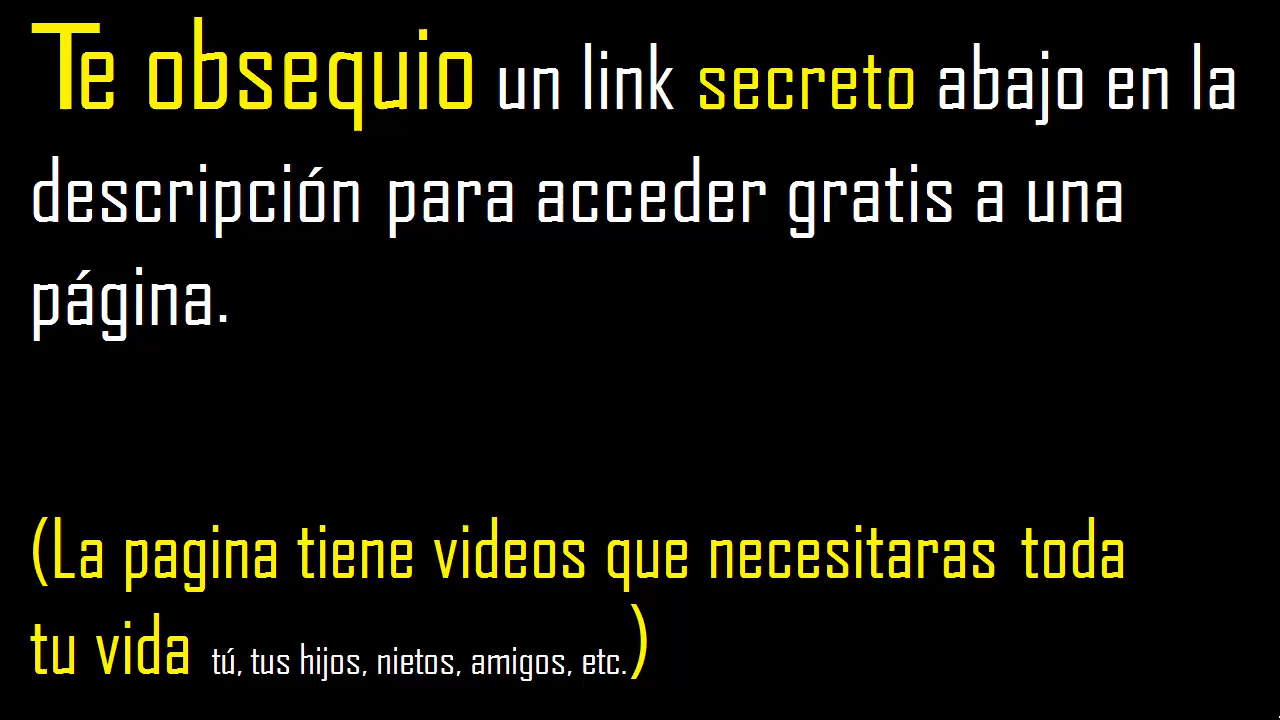 Te obsequio un link secreto abajo en la
descripción para acceder gratis a una
página.
(La pagina tiene videos que necesitaras toda
tu vida tú, tus hijos, nietos, amigos, etc.)